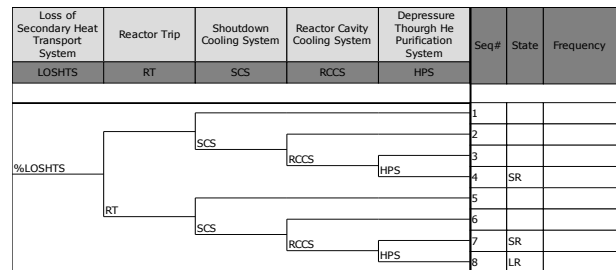 Loss of
Secondary Heat
Transport
System
Reactor Trip
Shoutdown
Cooling System
Reactor Cavity
Cooling System
Depressure
Thourgh He
Purification
System
Seq#
State
Frequency
LOSHTS
RT
SCS
RCCS
HPS
1
SCS
2
RCCS
3
%LOSHTS
HPS
4
SR
5
RT
6
SCS
7
SR
RCCS
HPS
8
LR